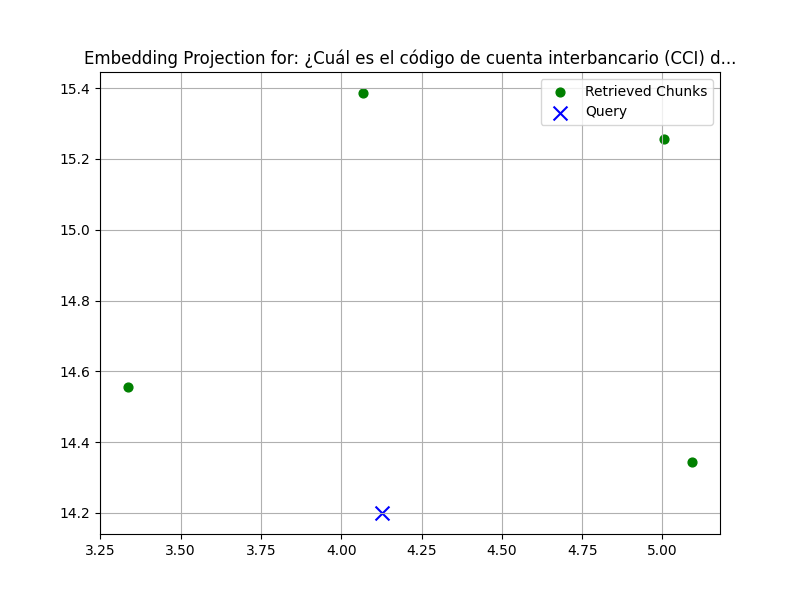 Embedding Projection for: ¿Cuál es el código de cuenta interbancario (CCI) d...
Retrieved Chunks
Query
15.4
15.2
15.0
14.8
14.6
14.4
14.2
3.25 3.50 3.75 4.00 4.25 4.50 4.75 5.00